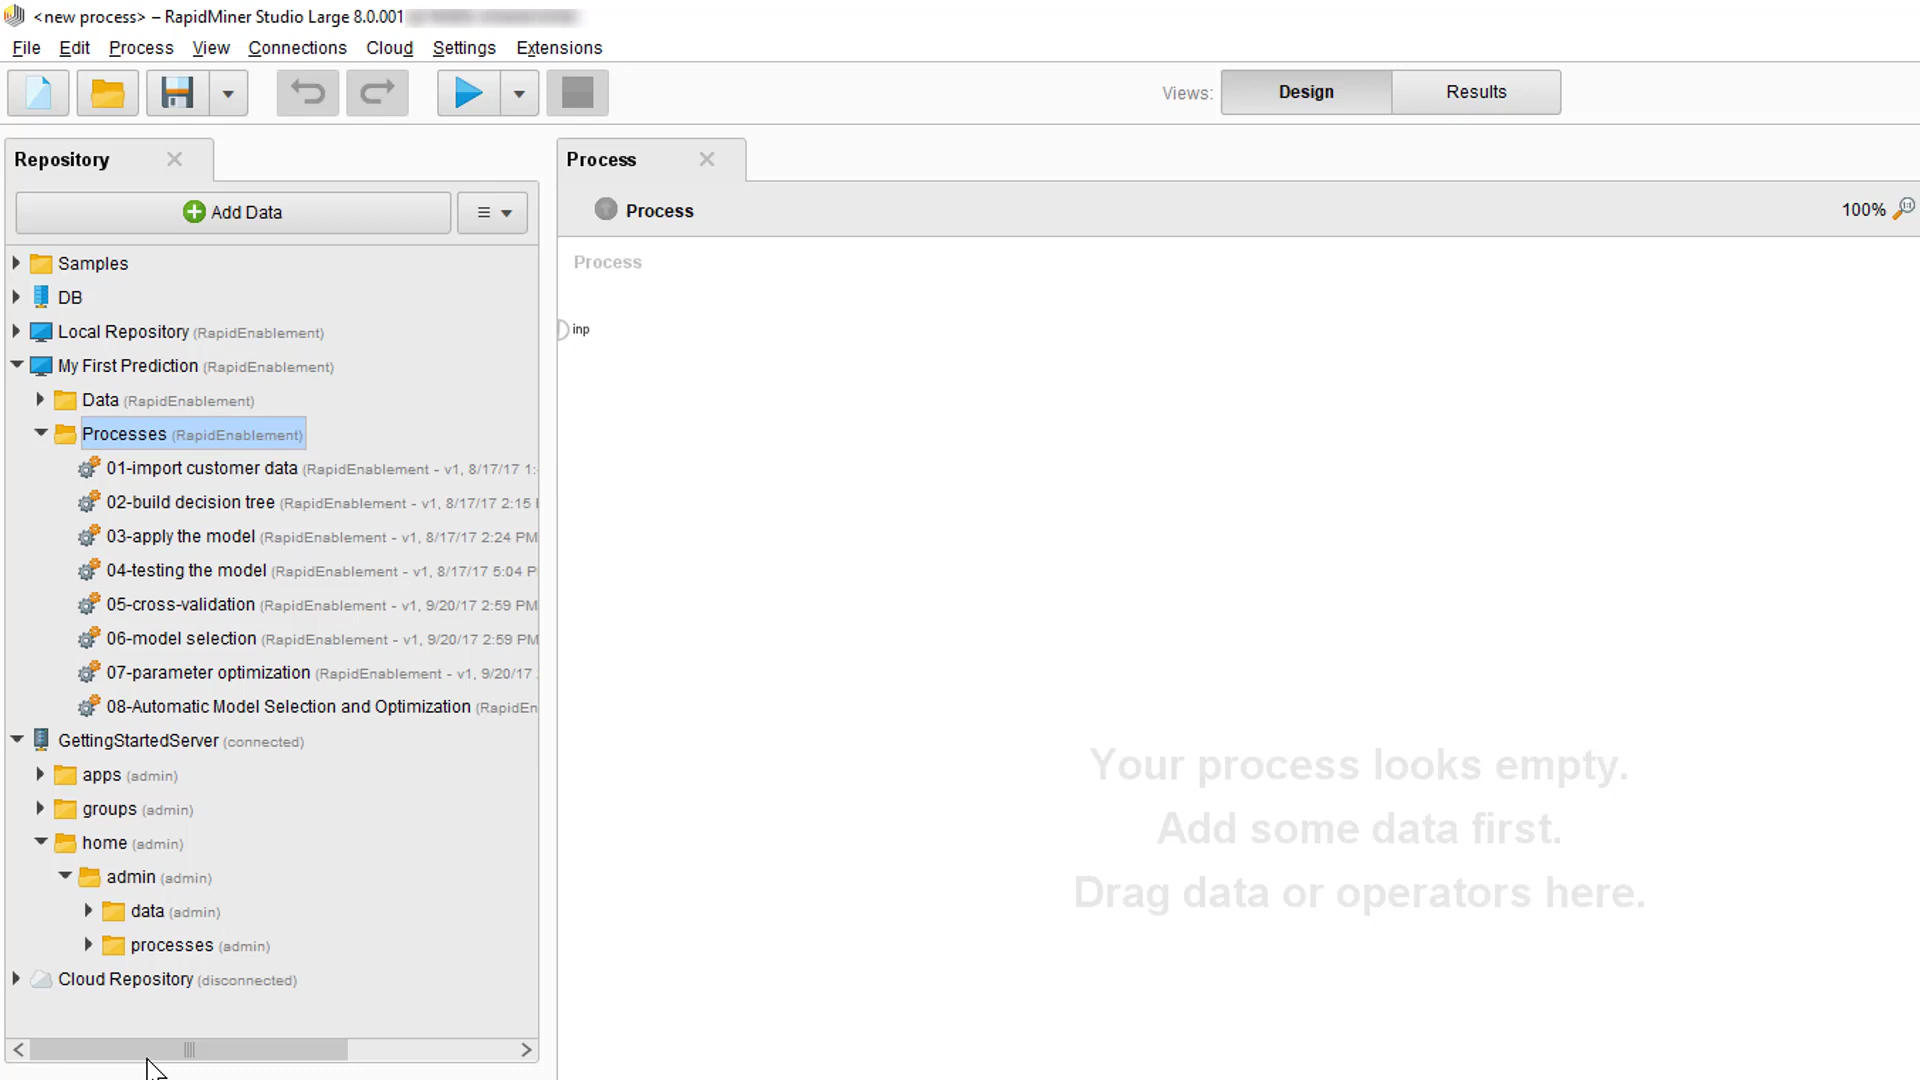 <new process> – RapidMiner Studio Large 8.0.001
File Edit Process View Connections Cloud Settings Extensions
Views: Design Results
Repository
Add Data
Samples
DB
Local Repository (RapidEnablement)
My First Prediction (RapidEnablement)
Data (RapidEnablement)
Processes (RapidEnablement)
01-import customer data (RapidEnablement - v1, 8/17/17 1:
02-build decision tree (RapidEnablement - v1, 8/17/17 2:15
03-apply the model (RapidEnablement - v1, 8/17/17 2:24 PM
04-testing the model (RapidEnablement - v1, 8/17/17 5:04 P
05-cross-validation (RapidEnablement - v1, 9/20/17 2:59 PM
06-model selection (RapidEnablement - v1, 9/20/17 2:59 PM
07-parameter optimization (RapidEnablement - v1, 9/20/17
08-Automatic Model Selection and Optimization (RapidEn
GettingStartedServer (connected)
apps (admin)
groups (admin)
home (admin)
admin (admin)
data (admin)
processes (admin)
Cloud Repository (disconnected)
Process
Process
100%
Process
inp
Your process looks empty.
Add some data first.
Drag data or operators here.